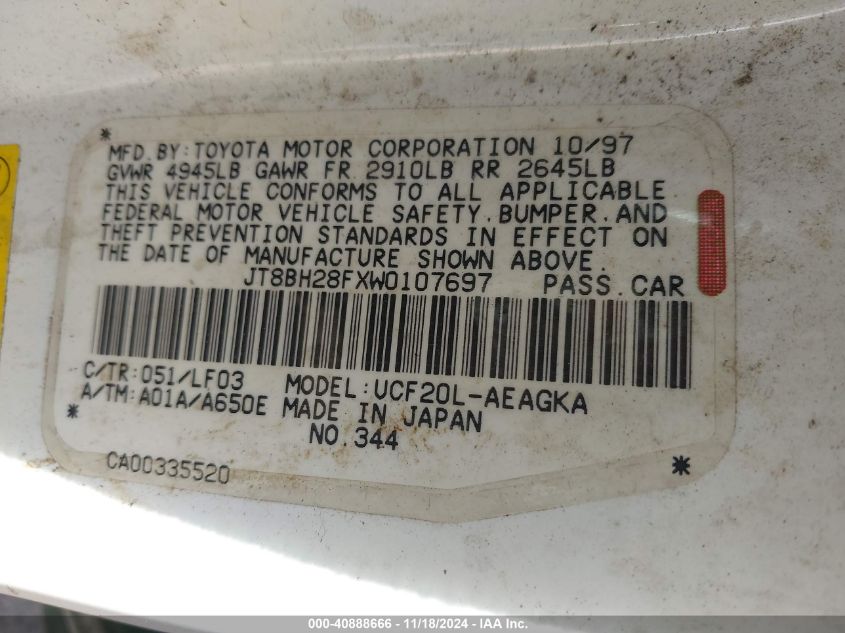 MFD.BY:TOYOTA MOTOR CORPORATION 10/97
GVWR 4945LB GAWR FR 2910LB RR 2645LB
THIS VEHICLE CONFORMS TO ALL APPLICABLE
FEDERAL MOTOR VEHICLE SAFETY.BUMPER.AND
THEFT PREVENTION STANDARDS IN EFFECT ON
THE DATE OF MANUFACTURE SHOWN ABOVE.
JT8BH28FXW0107697 PASS.CAR
C/TR:051/LF03 MODEL:UCF20L-AEAGKA
A/TM:A01A/A650E MADE IN JAPAN
NO.344
CA00335520
000-40888666 - 11/18/2024 - IAA, Inc.